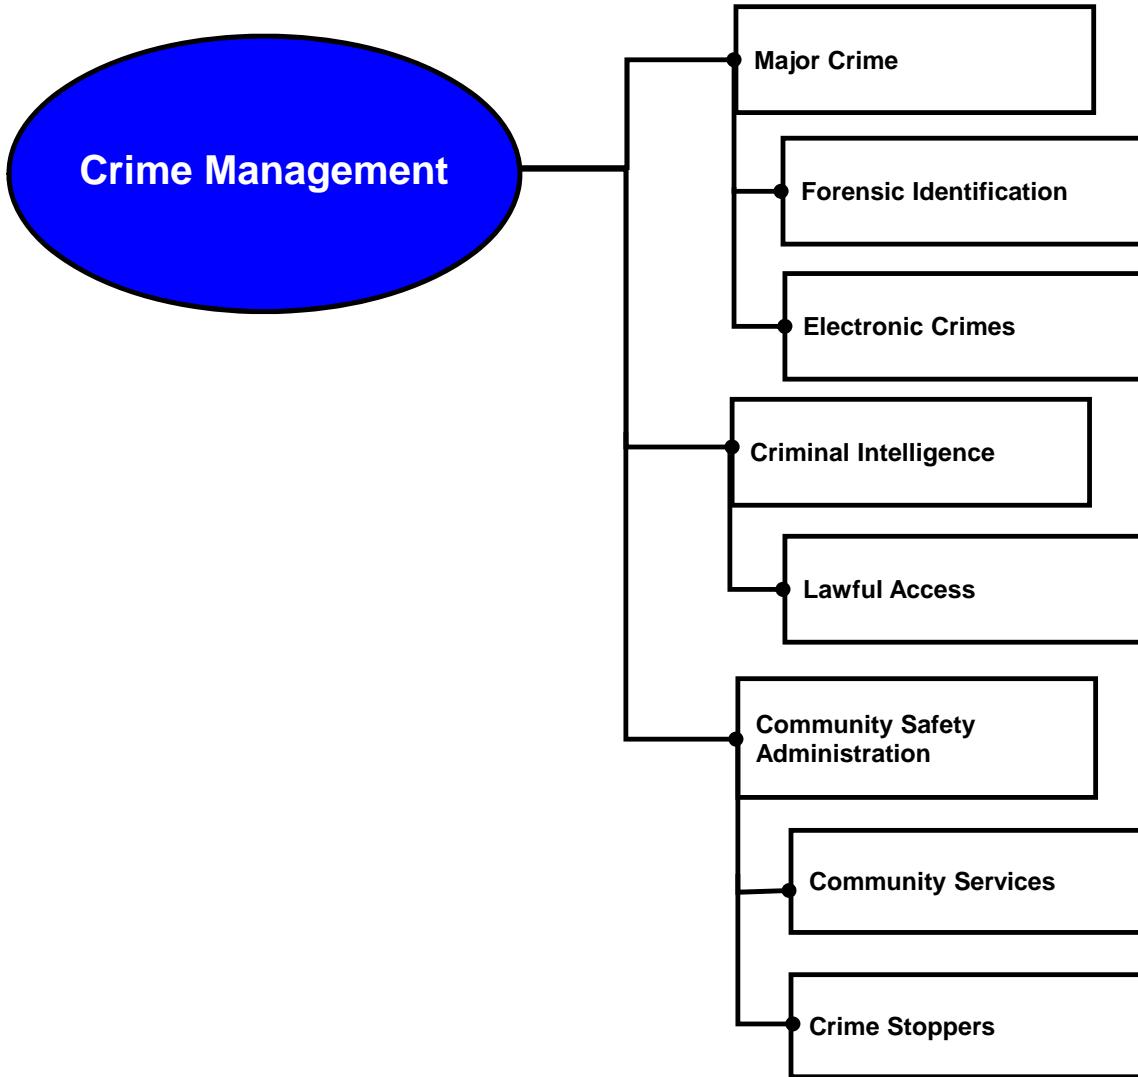 Crime Management
Major Crime
Forensic Identification
Electronic Crimes
Criminal Intelligence
Lawful Access
Community Safety
Administration
Community Services
Crime Stoppers